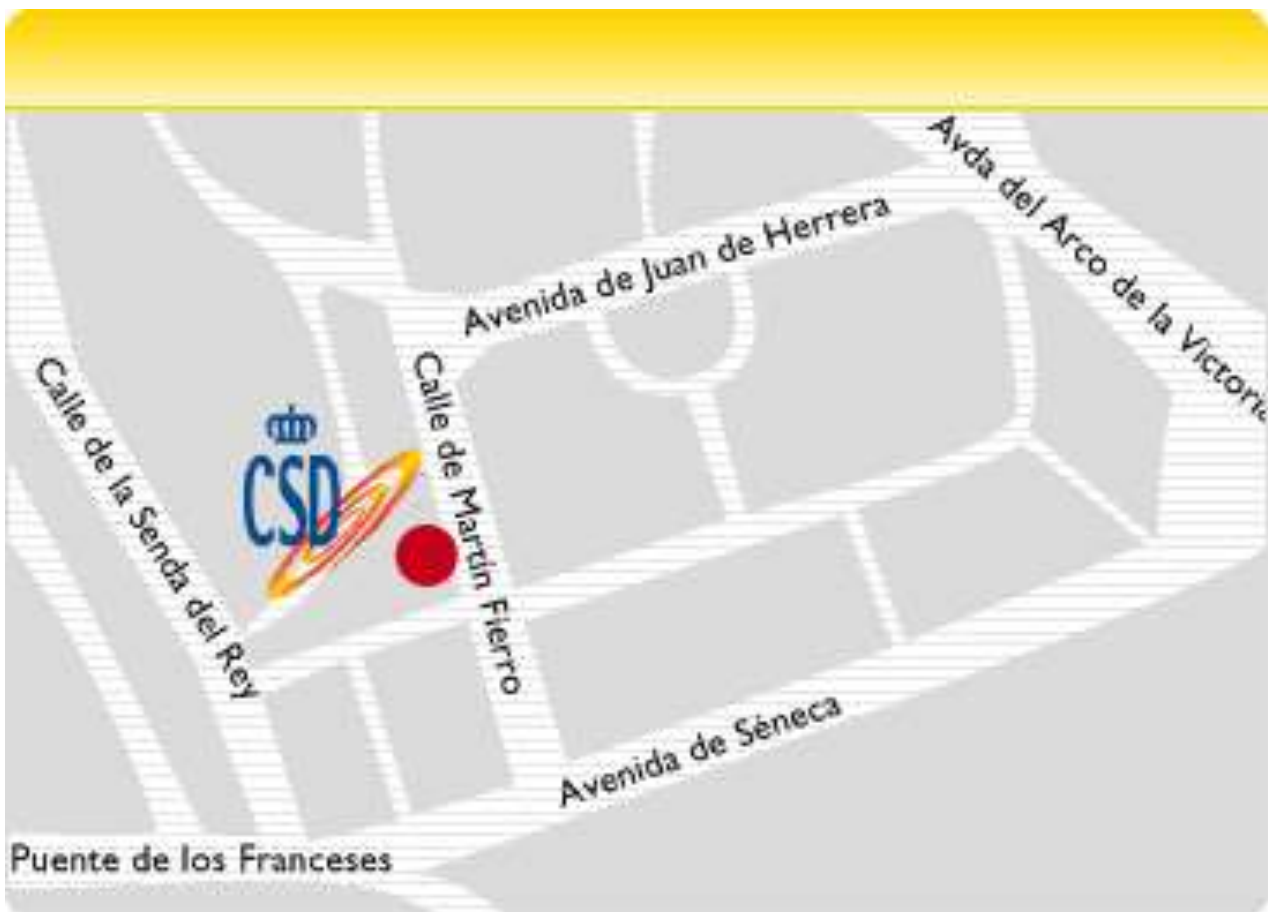 Avda del Arco de la Victoria
Avenida de Juan de Herrera
Calle de Martín Fierro
Calle de la Senda del Rey
CSD
Avenida de Séneca
Puente de los Franceses